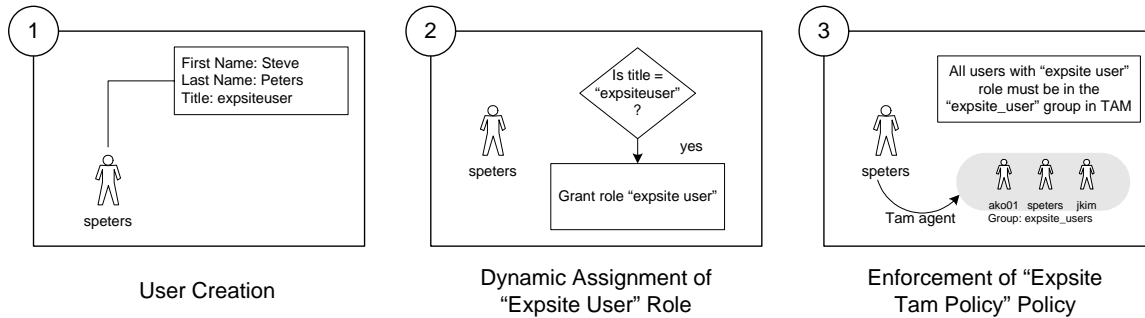 1
First Name: Steve
Last Name: Peters
Title: expsiteuser
speters
User Creation
2
Is title =
“expsiteuser”
?
yes
speters
Grant role “expsite user”
Dynamic Assignment of
“Expsite User” Role
3
All users with “expsite user”
role must be in the
“expsite_user” group in TAM
speters
Tam agent
ako01 speters jkim
Group: expsite_users
Enforcement of “Expsite
Tam Policy” Policy